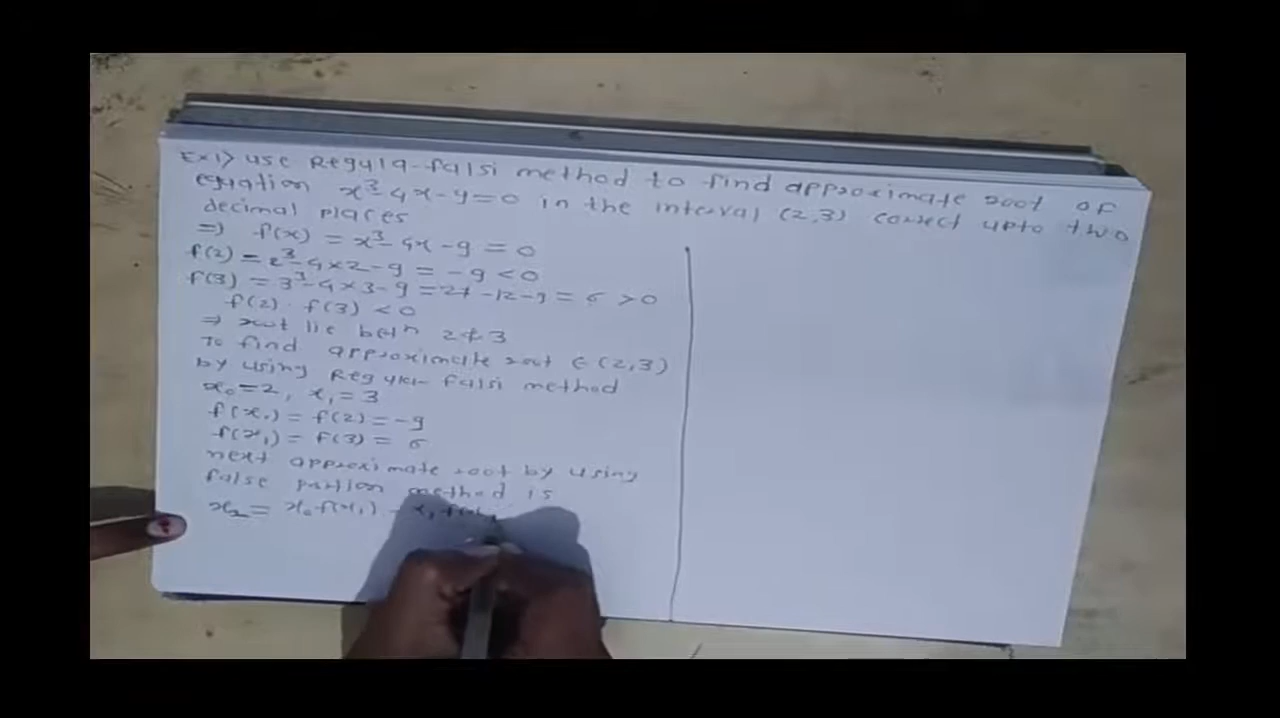 Ex1> use Regula-falsi method to find approximate root of
equation x³-4x-9=0 in the interval (2,3) correct upto two
decimal places
⇒ f(x) = x³-4x-9 = 0
f(2) = 2³-4×2-9 = -9 < 0
f(3) = 3³-4×3-9 = 27-12-9 = 6 > 0
f(2). f(3) < 0
⇒ root lie betn 2 & 3
To find approximate root ∈ (2,3)
by using Regular falsi method
x₀=2, x₁=3
f(x₀) = f(2) = -9
f(x₁) = f(3) = 6
next approximate root by using
false method is
x₂ = x₀f(x₁) - x₁f(x₀